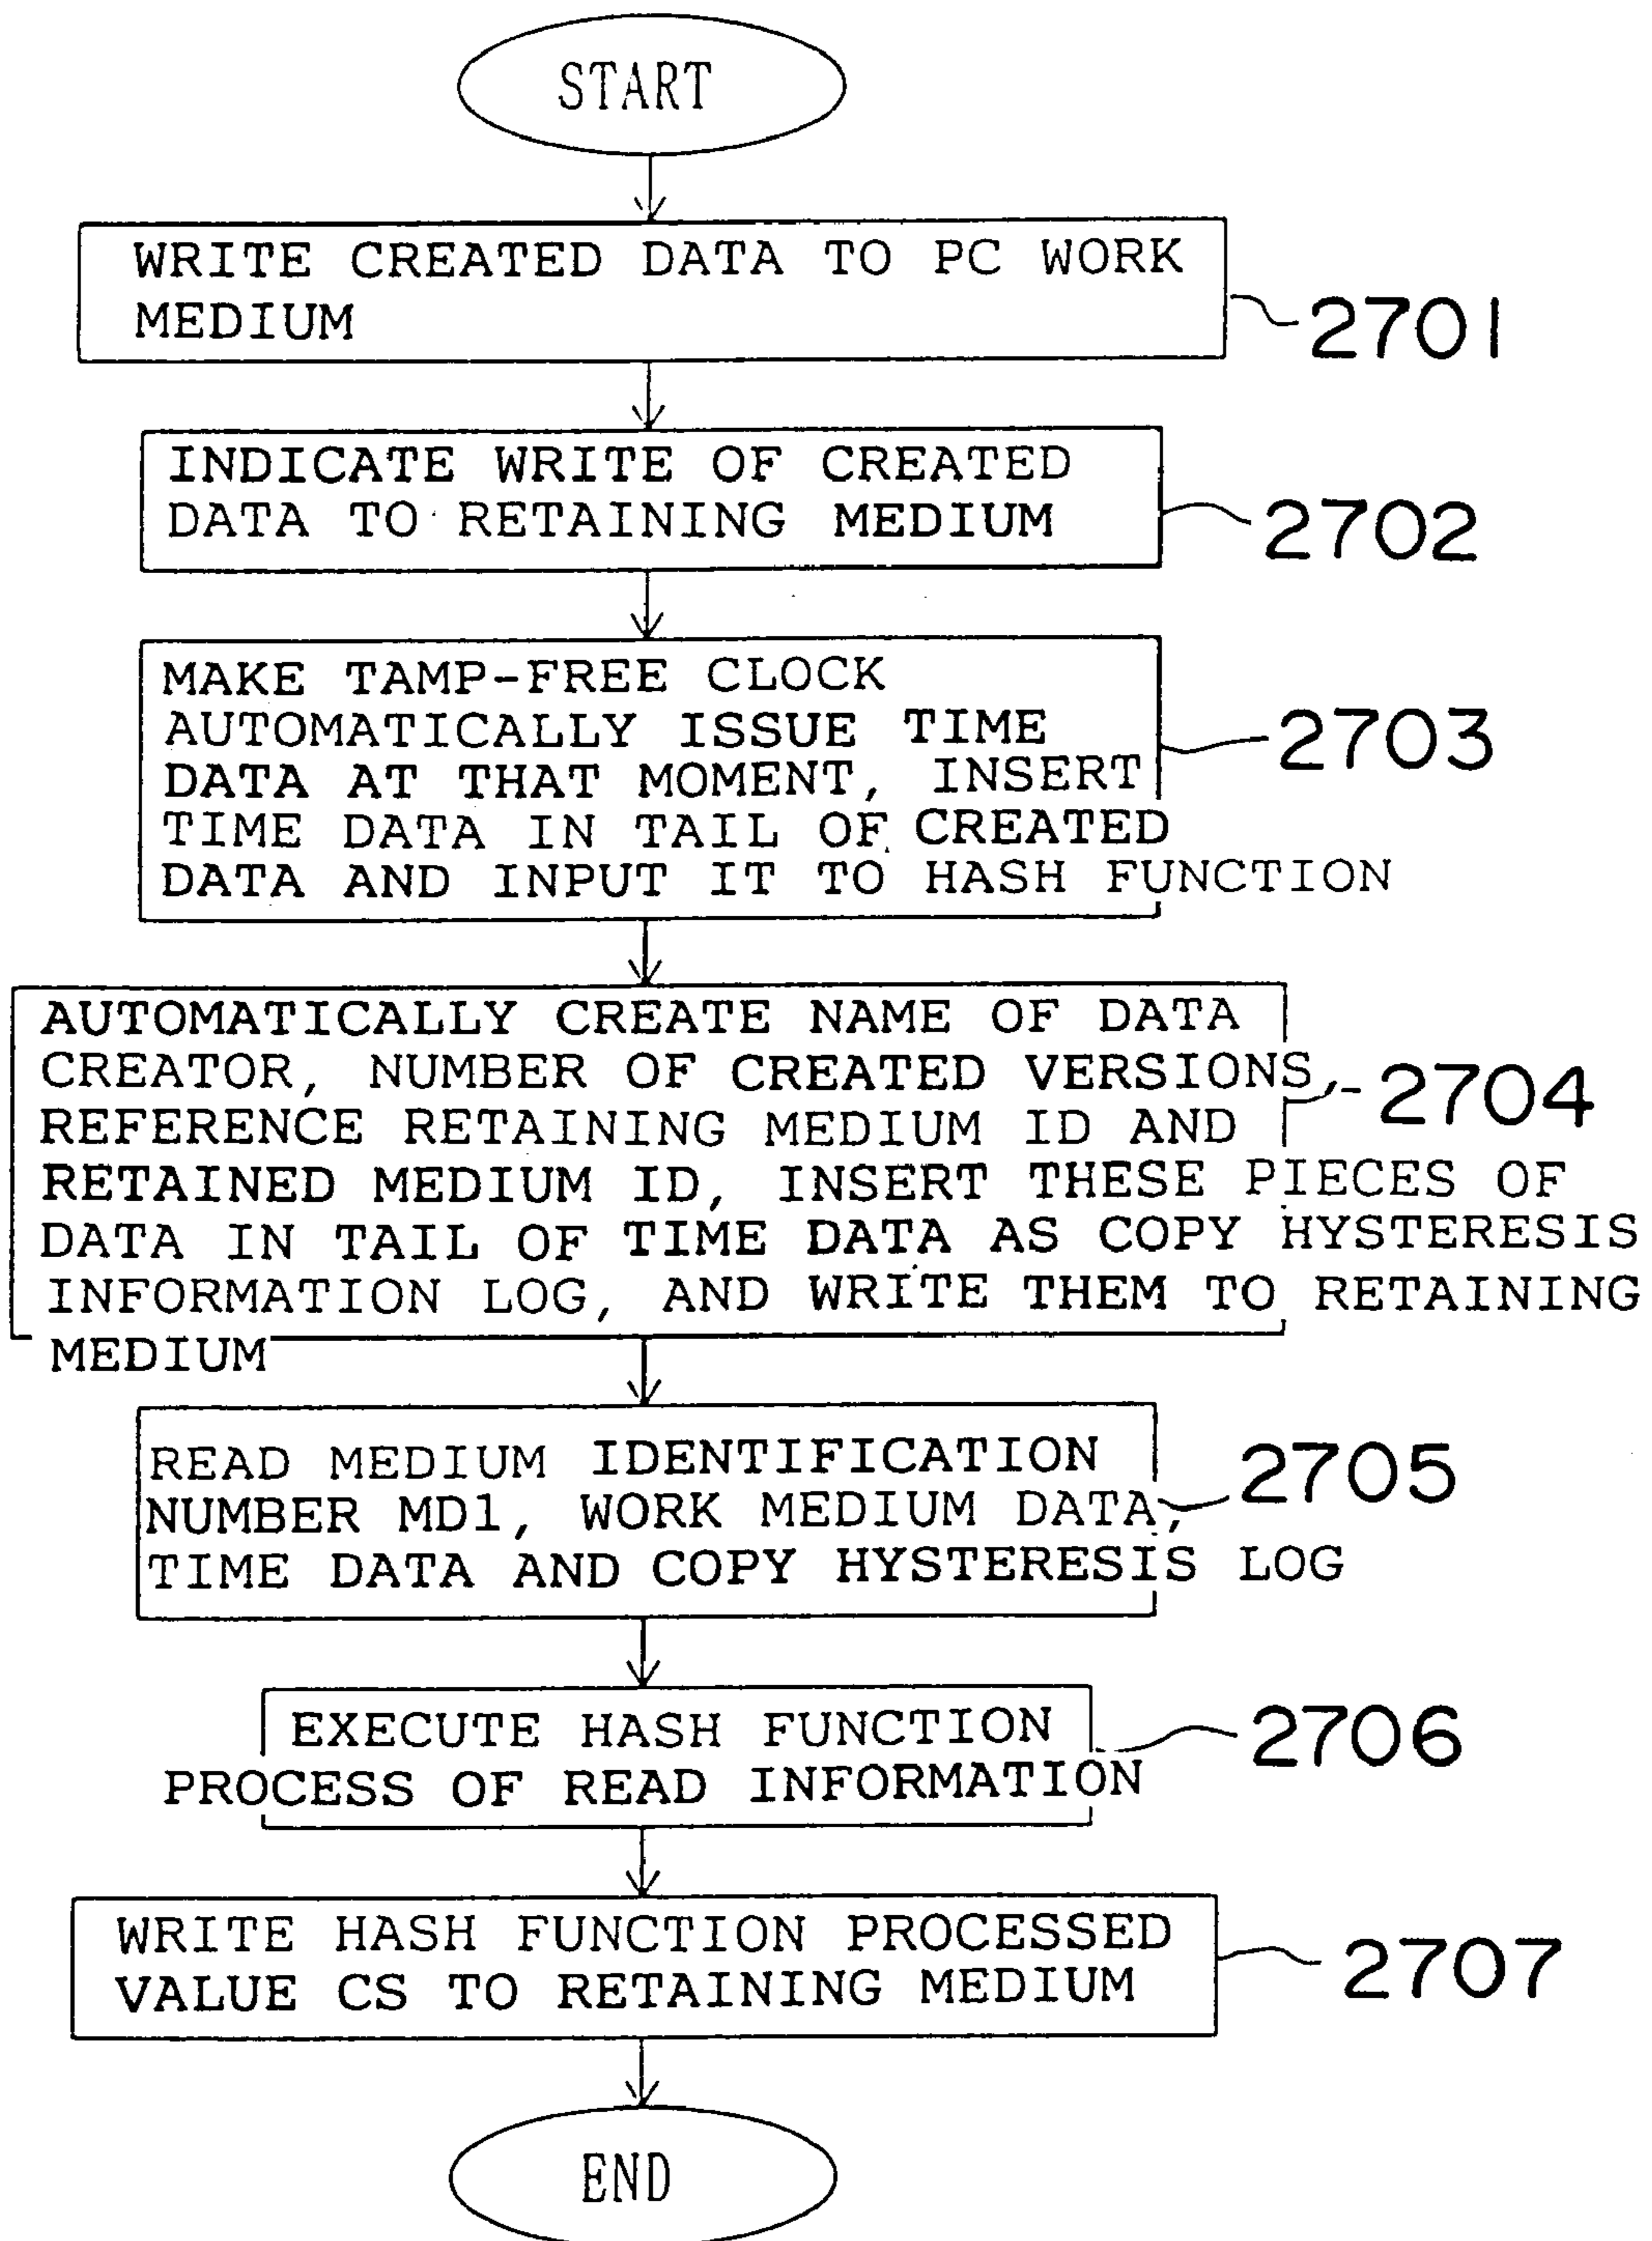 START
WRITE CREATED DATA TO PC WORK
MEDIUM
2701
INDICATE WRITE OF CREATED
DATA TO RETAINING MEDIUM
2702
MAKE TAMP-FREE CLOCK
AUTOMATICALLY ISSUE TIME
DATA AT THAT MOMENT, INSERT
TIME DATA IN TAIL OF CREATED
DATA AND INPUT IT TO HASH FUNCTION
2703
AUTOMATICALLY CREATE NAME OF DATA
CREATOR, NUMBER OF CREATED VERSIONS,
REFERENCE RETAINING MEDIUM ID AND
RETAINED MEDIUM ID, INSERT THESE PIECES OF
DATA IN TAIL OF TIME DATA AS COPY HYSTERESIS
INFORMATION LOG, AND WRITE THEM TO RETAINING
MEDIUM
2704
READ MEDIUM IDENTIFICATION
NUMBER MD1, WORK MEDIUM DATA,
TIME DATA AND COPY HYSTERESIS LOG
2705
EXECUTE HASH FUNCTION
PROCESS OF READ INFORMATION
2706
WRITE HASH FUNCTION PROCESSED
VALUE CS TO RETAINING MEDIUM
2707
END